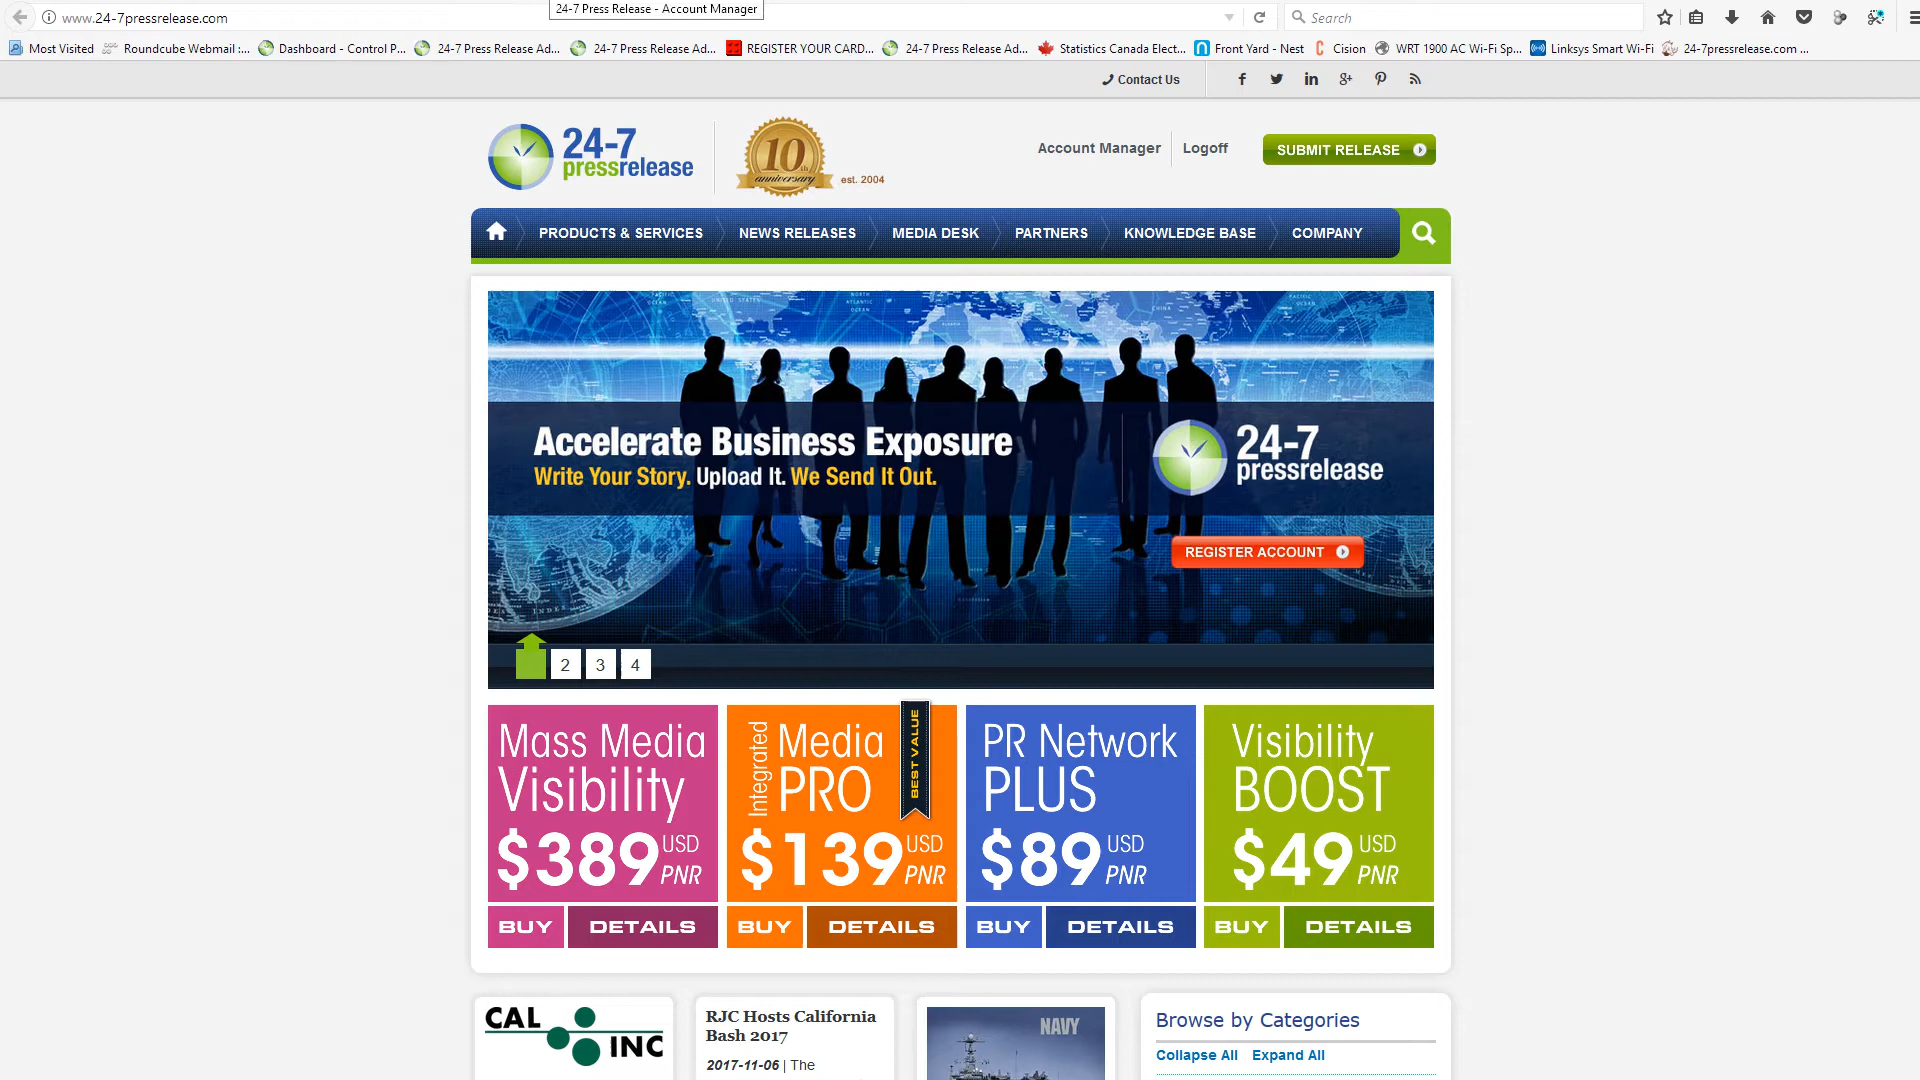 24-7 Press Release - Account Manager
www.24-7pressrelease.com
Search
Most Visited
Roundcube Webmail :...
Dashboard - Control P...
24-7 Press Release Ad...
24-7 Press Release Ad...
REGISTER YOUR CARD...
24-7 Press Release Ad...
Statistics Canada Elect...
Front Yard - Nest
Cision
WRT 1900 AC Wi-Fi Sp...
Linksys Smart Wi-Fi
24-7pressrelease.com ...
Contact Us
24-7
pressrelease
10th
anniversary
est. 2004
Account Manager
Logoff
SUBMIT RELEASE
PRODUCTS & SERVICES
NEWS RELEASES
MEDIA DESK
PARTNERS
KNOWLEDGE BASE
COMPANY
Accelerate Business Exposure
Write Your Story. Upload It. We Send It Out.
24-7
pressrelease
REGISTER ACCOUNT
2 3 4
Mass Media
Visibility
$389 USD PNR
BUY DETAILS
Integrated
Media
PRO
BEST VALUE
$139 USD PNR
BUY DETAILS
PR Network
PLUS
$89 USD PNR
BUY DETAILS
Visibility
BOOST
$49 USD PNR
BUY DETAILS
CAL
INC
RJC Hosts California
Bash 2017
2017-11-06 | The
NAVY
Browse by Categories
Collapse All Expand All